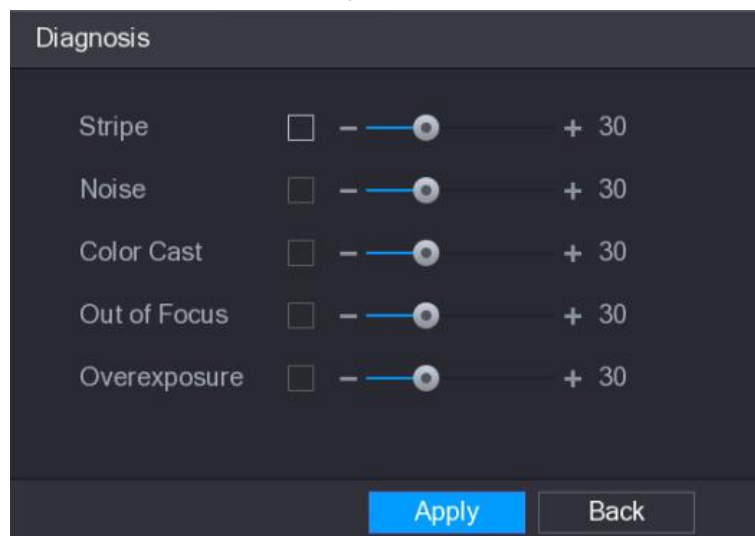 Diagnosis
Stripe - + 30
Noise - + 30
Color Cast - + 30
Out of Focus - + 30
Overexposure - + 30
Apply Back